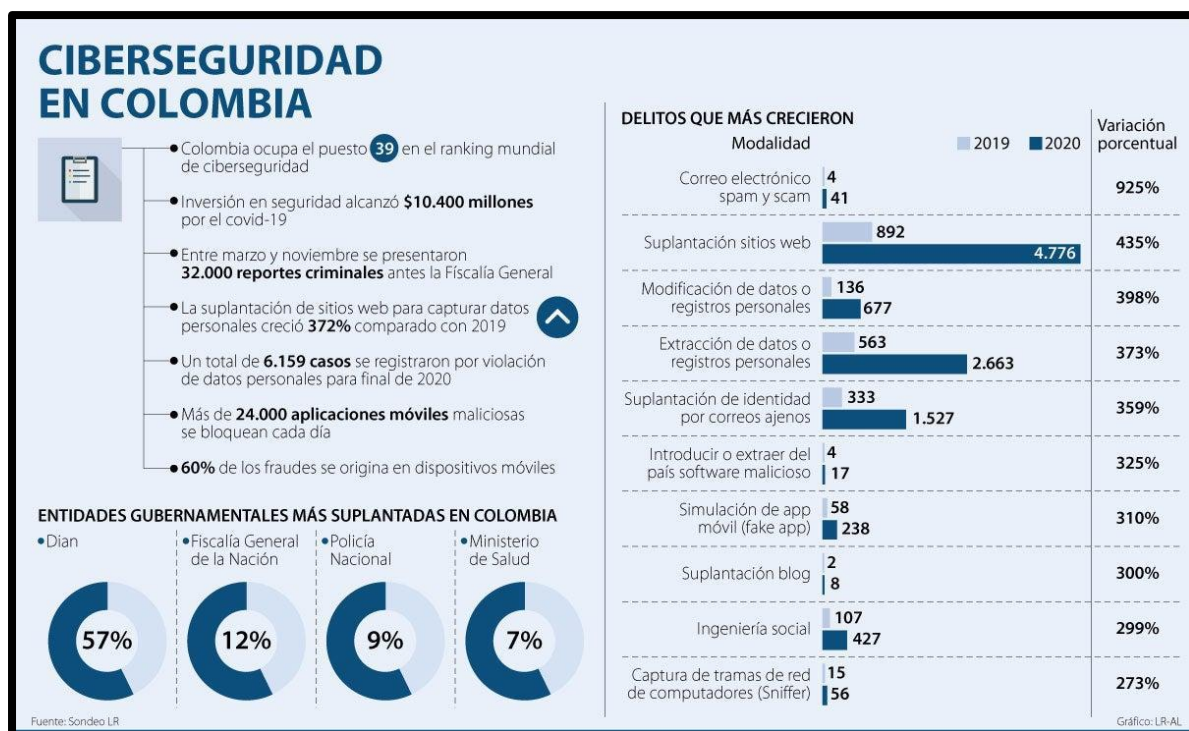 CIBERSEGURIDAD
EN COLOMBIA
Colombia ocupa el puesto 39 en el ranking mundial
de ciberseguridad
Inversión en seguridad alcanzó $10.400 millones
por el covid-19
Entre marzo y noviembre se presentaron
32.000 reportes criminales antes la Físcalía General
La suplantación de sitios web para capturar datos
personales creció 372% comparado con 2019
Un total de 6.159 casos se registraron por violación
de datos personales para final de 2020
Más de 24.000 aplicaciones móviles maliciosas
se bloquean cada día
60% de los fraudes se origina en dispositivos móviles
ENTIDADES GUBERNAMENTALES MÁS SUPLANTADAS EN COLOMBIA
Dian
57%
Fiscalía General
de la Nación
12%
Policía
Nacional
9%
Ministerio
de Salud
7%
Fuente: Sondeo LR
DELITOS QUE MÁS CRECIERON
Modalidad
2019
2020
Variación
porcentual
Correo electrónico
spam y scam
4
41
925%
Suplantación sitios web
892
4.776
435%
Modificación de datos o
registros personales
136
677
398%
Extracción de datos o
registros personales
563
2.663
373%
Suplantación de identidad
por correos ajenos
333
1.527
359%
Introducir o extraer del
país software malicioso
4
17
325%
Simulación de app
móvil (fake app)
58
238
310%
Suplantación blog
2
8
300%
Ingeniería social
107
427
299%
Captura de tramas de red
de computadores (Sniffer)
15
56
273%
Gráfico: LR-AL